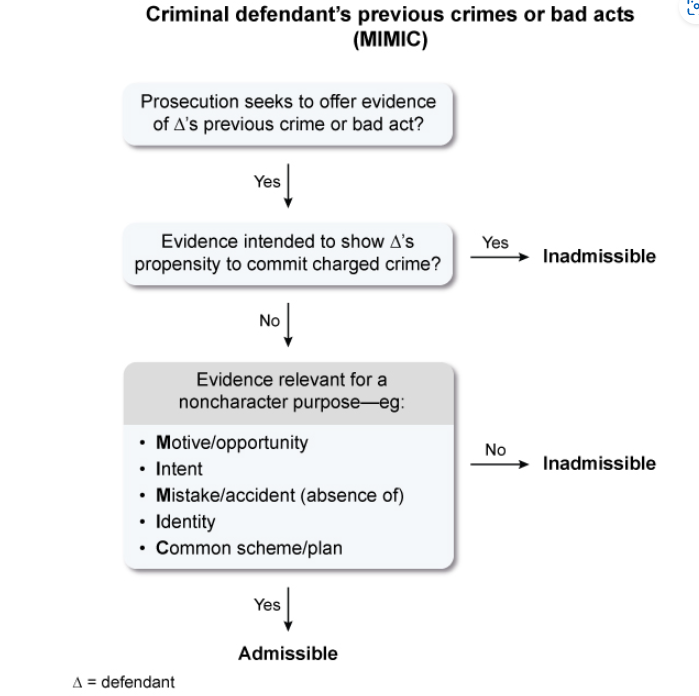 Criminal defendant's previous crimes or bad acts
(MIMIC)
Prosecution seeks to offer evidence
of Δ's previous crime or bad act?
Yes
Evidence intended to show Δ's
propensity to commit charged crime?
Yes
Inadmissible
No
Evidence relevant for a
noncharacter purpose—eg:
• Motive/opportunity
• Intent
• Mistake/accident (absence of)
• Identity
• Common scheme/plan
No
Inadmissible
Yes
Admissible
Δ = defendant